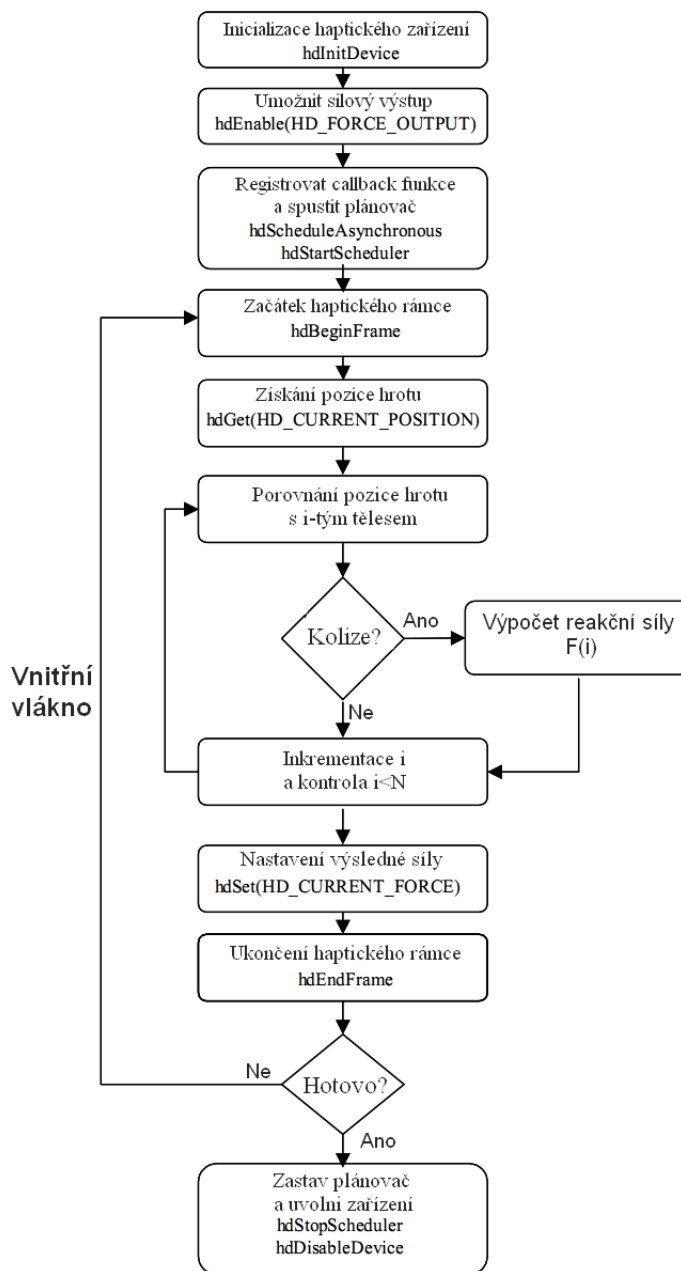 Inicializace haptického zařízení
hdInitDevice
Umožnit silový výstup
hdEnable(HD_FORCE_OUTPUT)
Registrovat callback funkce
a spustit plánovač
hdScheduleAsynchronous
hdStartScheduler
Začátek haptického rámce
hdBeginFrame
Získání pozice hrotu
hdGet(HD_CURRENT_POSITION)
Porovnání pozice hrotu
s i-tým tělesem
Kolize?
Ano
Výpočet reakční síly
F(i)
Ne
Vnitřní
vlákno
Inkrementace i
a kontrola i<N
Nastavení výsledné síly
hdSet(HD_CURRENT_FORCE)
Ukončení haptického rámce
hdEndFrame
Ne
Hotovo?
Ano
Zastav plánovač
a uvolni zařízení
hdStopScheduler
hdDisableDevice